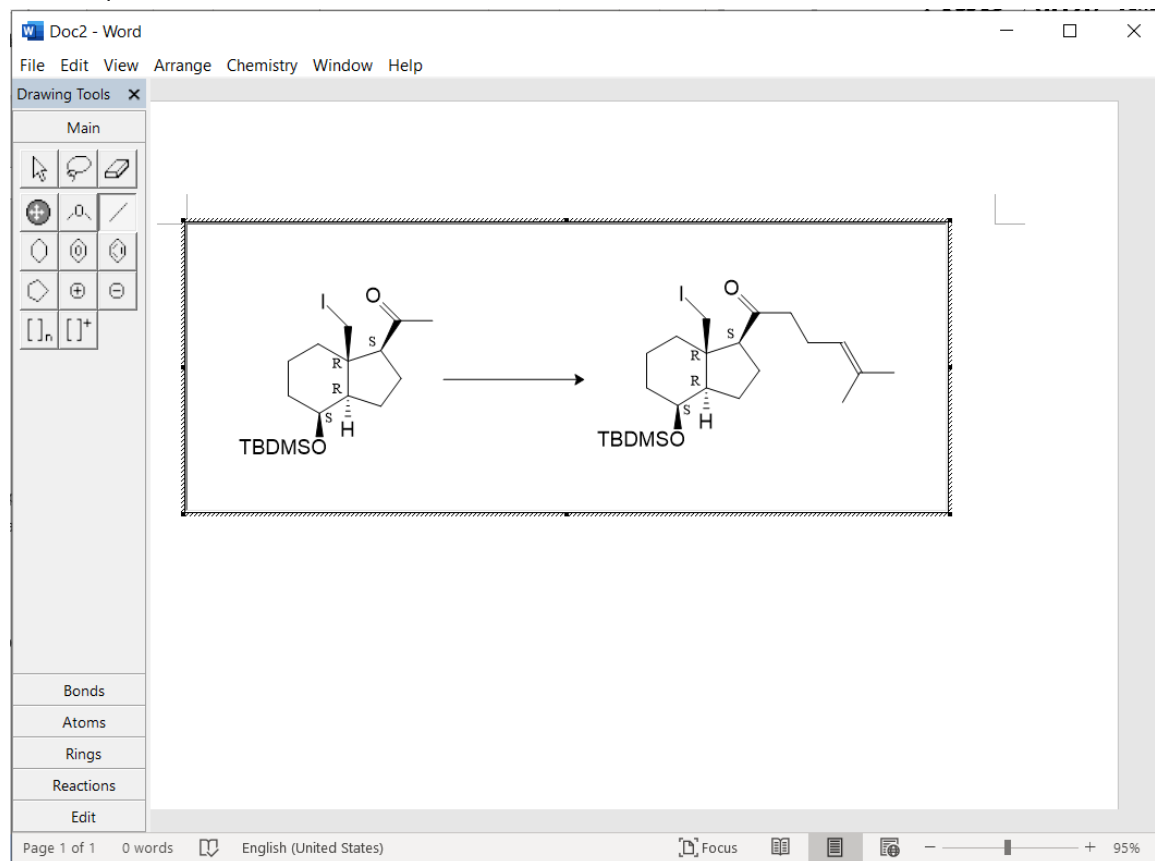 Doc2 - Word
File Edit View Arrange Chemistry Window Help
Drawing Tools
Main
[ ]n [ ]+
I O
S
R
R
S
H
TBDMSO
I O
S
R
R
S
H
TBDMSO
Bonds
Atoms
Rings
Reactions
Edit
Page 1 of 1 0 words English (United States) Focus 95%